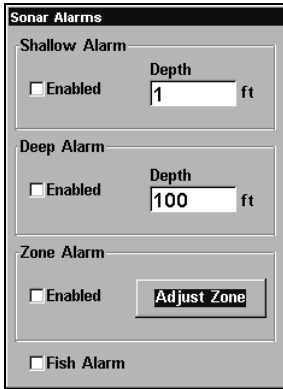 Sonar Alarms
Shallow Alarm
Depth
Enabled
1 ft
Deep Alarm
Depth
Enabled
100 ft
Zone Alarm
Enabled
Adjust Zone
Fish Alarm